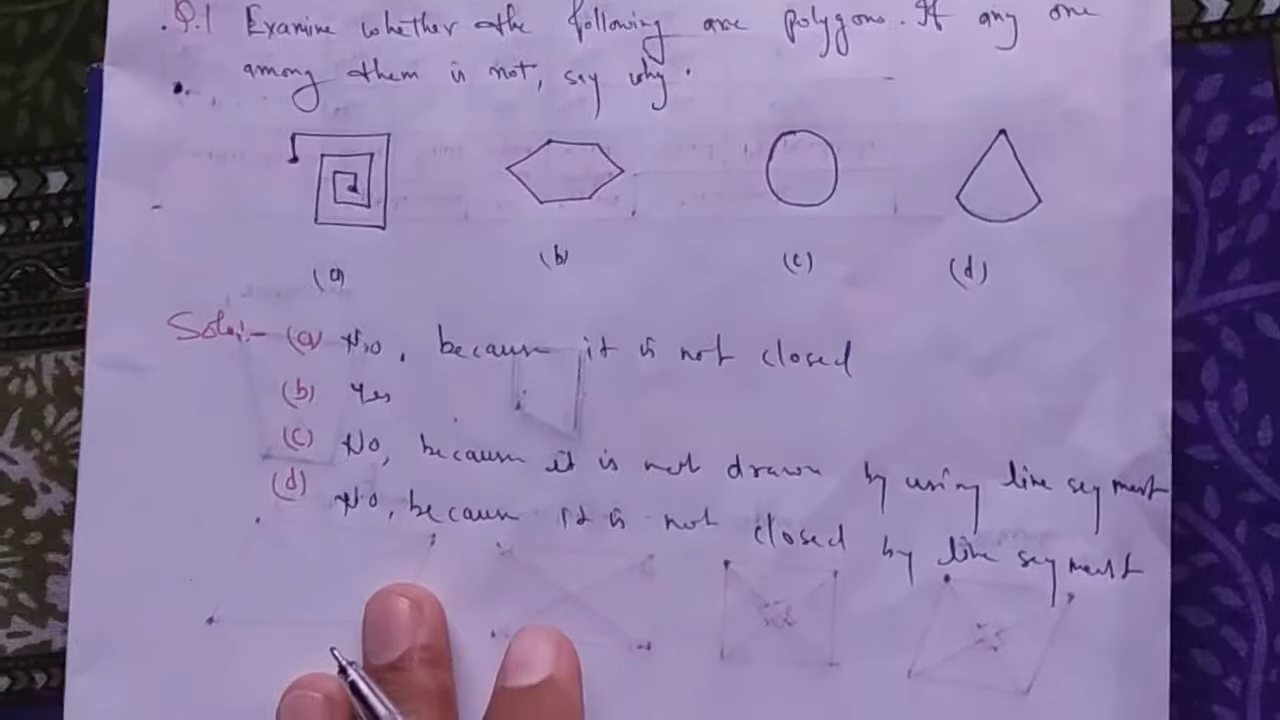 Q.1 Examine whether the following are polygons. If any one
among them is not, say why.
(a) (b) (c) (d)
Soln:- (a) No, because it is not closed
(b) Yes
(c) No, because it is not drawn by using line segment
(d) No, because it is not closed by line segment